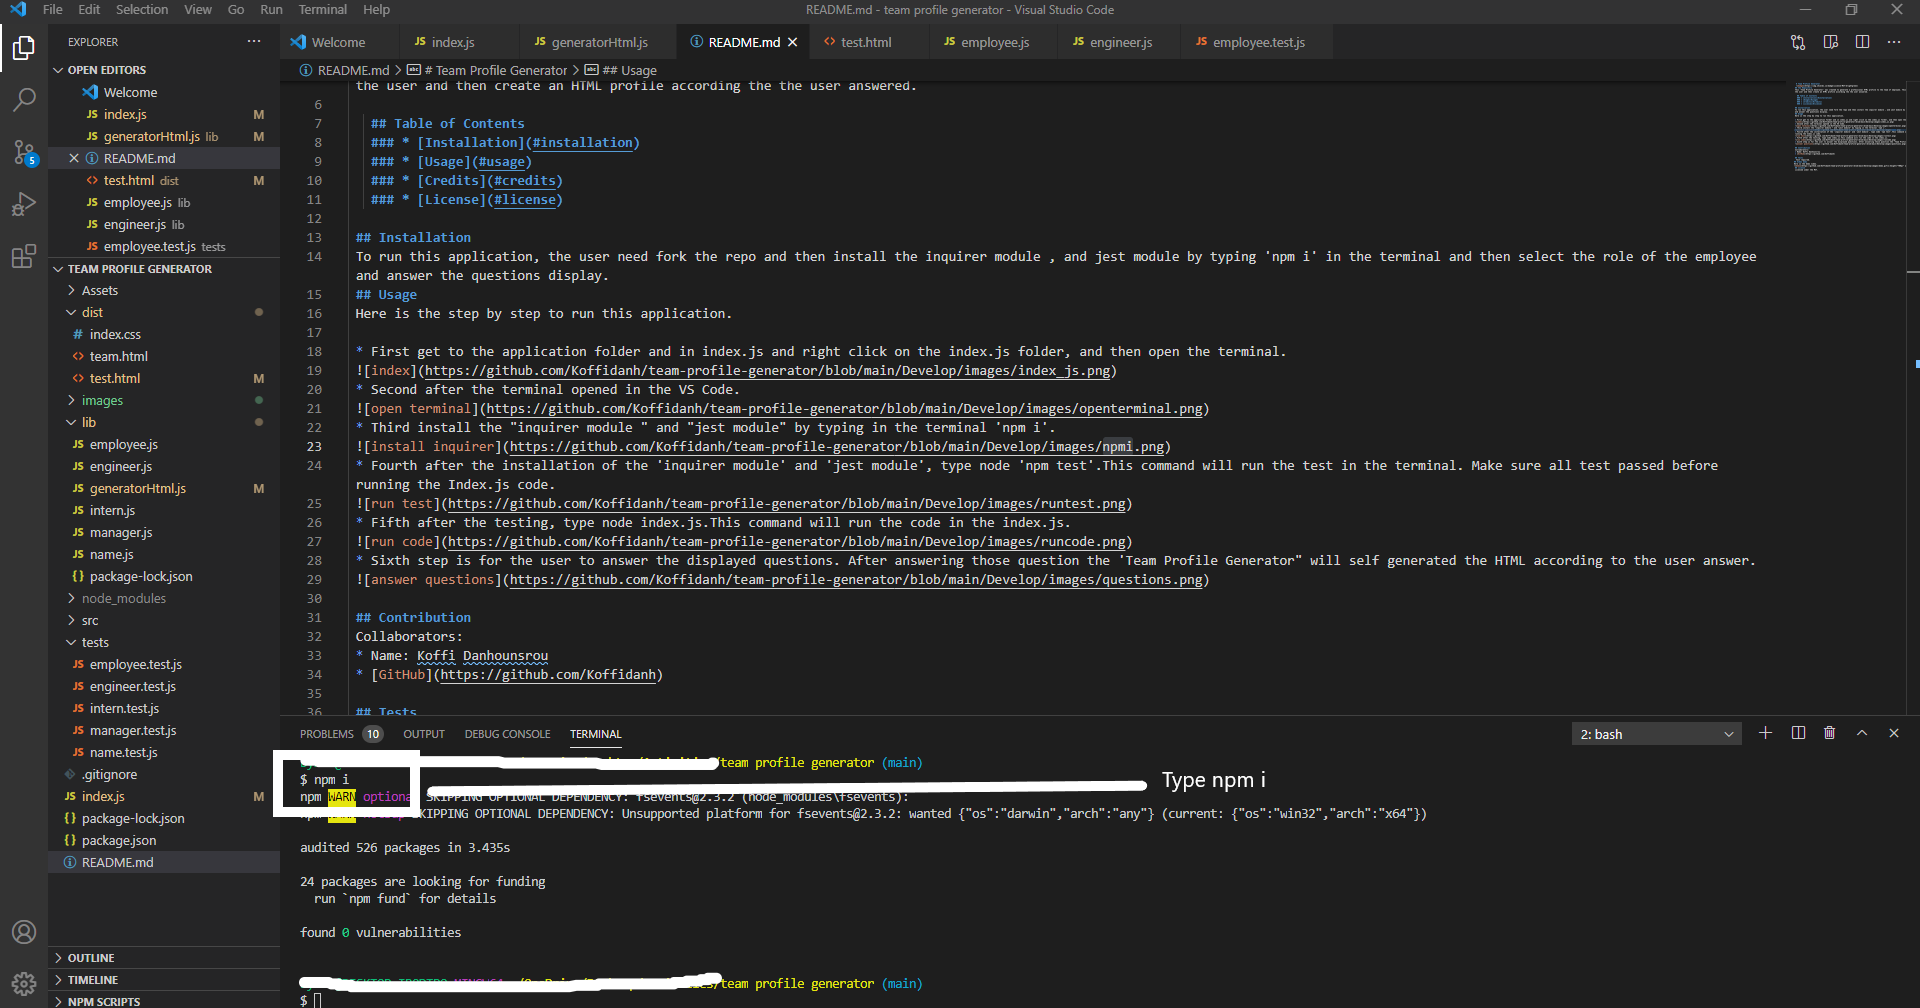 File Edit Selection View Go Run Terminal Help
README.md - team profile generator - Visual Studio Code
EXPLORER
Welcome
JS index.js
JS generatorHtml.js
README.md
<> test.html
JS employee.js
JS engineer.js
JS employee.test.js
README.md > # Team Profile Generator > ## Usage
OPEN EDITORS
Welcome
JS index.js M
JS generatorHtml.js lib M
README.md
<> test.html dist M
JS employee.js lib
JS engineer.js lib
JS employee.test.js tests
TEAM PROFILE GENERATOR
Assets
dist
# index.css
<> team.html
<> test.html M
images
lib
JS employee.js
JS engineer.js
JS generatorHtml.js M
JS intern.js
JS manager.js
JS name.js
{} package-lock.json
node_modules
src
tests
JS employee.test.js
JS engineer.test.js
JS intern.test.js
JS manager.test.js
JS name.test.js
.gitignore
JS index.js M
{} package-lock.json
{} package.json
README.md
OUTLINE
TIMELINE
NPM SCRIPTS
5
the user and then create an HTML profile according the the user answered.
6
7 ## Table of Contents
8 ### * [Installation](#installation)
9 ### * [Usage](#usage)
10 ### * [Credits](#credits)
11 ### * [License](#license)
12
13 ## Installation
14 To run this application, the user need fork the repo and then install the inquirer module , and jest module by typing 'npm i' in the terminal and then select the role of the employee
and answer the questions display.
15 ## Usage
16 Here is the step by step to run this application.
17
18 * First get to the application folder and in index.js and right click on the index.js folder, and then open the terminal.
19 ![index](https://github.com/Koffidanh/team-profile-generator/blob/main/Develop/images/index_js.png)
20 * Second after the terminal opened in the VS Code.
21 ![open terminal](https://github.com/Koffidanh/team-profile-generator/blob/main/Develop/images/openterminal.png)
22 * Third install the "inquirer module " and "jest module" by typing in the terminal 'npm i'.
23 ![install inquirer](https://github.com/Koffidanh/team-profile-generator/blob/main/Develop/images/npmi.png)
24 * Fourth after the installation of the 'inquirer module' and 'jest module', type node 'npm test'.This command will run the test in the terminal. Make sure all test passed before
running the Index.js code.
25 ![run test](https://github.com/Koffidanh/team-profile-generator/blob/main/Develop/images/runtest.png)
26 * Fifth after the testing, type node index.js.This command will run the code in the index.js.
27 ![run code](https://github.com/Koffidanh/team-profile-generator/blob/main/Develop/images/runcode.png)
28 * Sixth step is for the user to answer the displayed questions. After answering those question the 'Team Profile Generator" will self generated the HTML according to the user answer.
29 ![answer questions](https://github.com/Koffidanh/team-profile-generator/blob/main/Develop/images/questions.png)
30
31 ## Contribution
32 Collaborators:
33 * Name: Koffi Danhounsrou
34 * [GitHub](https://github.com/Koffidanh)
35
36 ## Tests
PROBLEMS 10 OUTPUT DEBUG CONSOLE TERMINAL
2: bash
/team profile generator (main)
$ npm i
npm WARN optional SKIPPING OPTIONAL DEPENDENCY: fsevents@2.3.2 (node_modules\fsevents):
SKIPPING OPTIONAL DEPENDENCY: Unsupported platform for fsevents@2.3.2: wanted {"os":"darwin","arch":"any"} (current: {"os":"win32","arch":"x64"})
Type npm i
audited 526 packages in 3.435s
24 packages are looking for funding
run `npm fund` for details
found 0 vulnerabilities
/team profile generator (main)
$